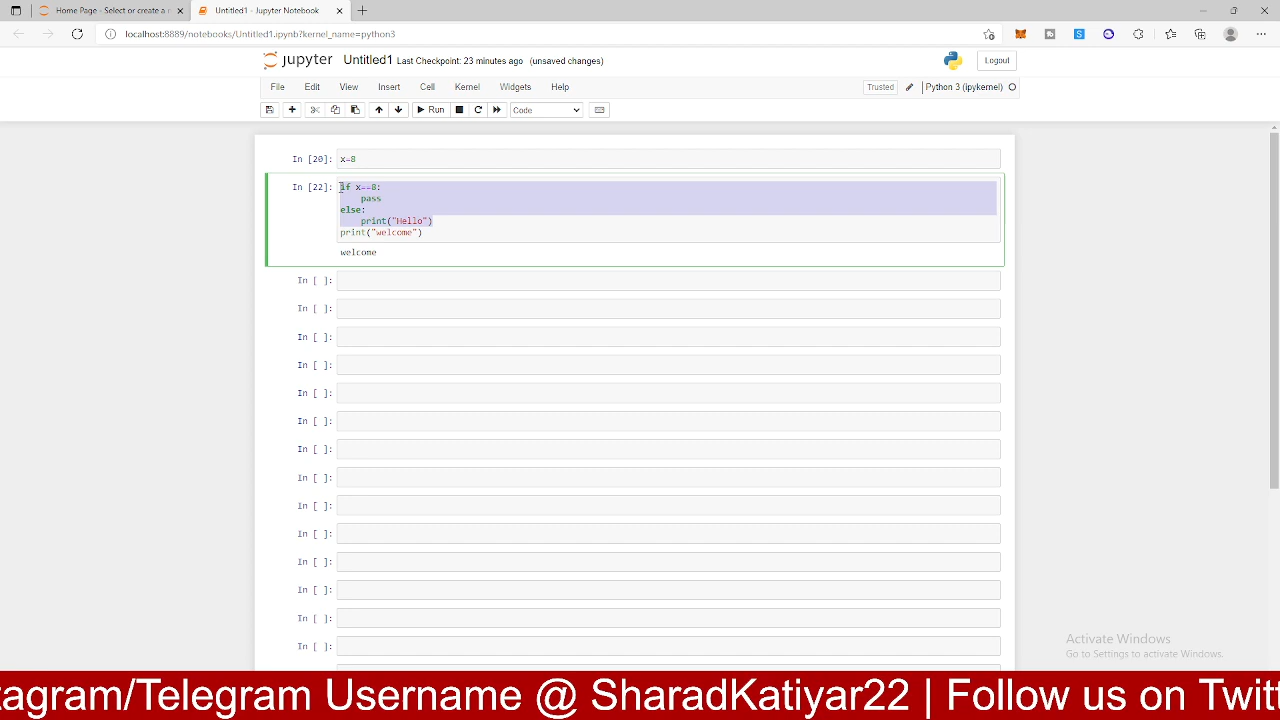 Home Page - Select or create a n
Untitled1 - Jupyter Notebook
localhost:8889/notebooks/Untitled1.ipynb?kernel_name=python3
jupyter Untitled1 Last Checkpoint: 23 minutes ago (unsaved changes)
Logout
File Edit View Insert Cell Kernel Widgets Help
Trusted
Python 3 (ipykernel)
Run
Code
In [20]: x=8
In [22]: if x==8:
pass
else:
print("Hello")
print("welcome")
welcome
In [ ]:
In [ ]:
In [ ]:
In [ ]:
In [ ]:
In [ ]:
In [ ]:
In [ ]:
In [ ]:
In [ ]:
In [ ]:
In [ ]:
In [ ]:
In [ ]:
Activate Windows
Go to Settings to activate Windows.
tagram/Telegram Username @ SharadKatiyar22 | Follow us on Twitt